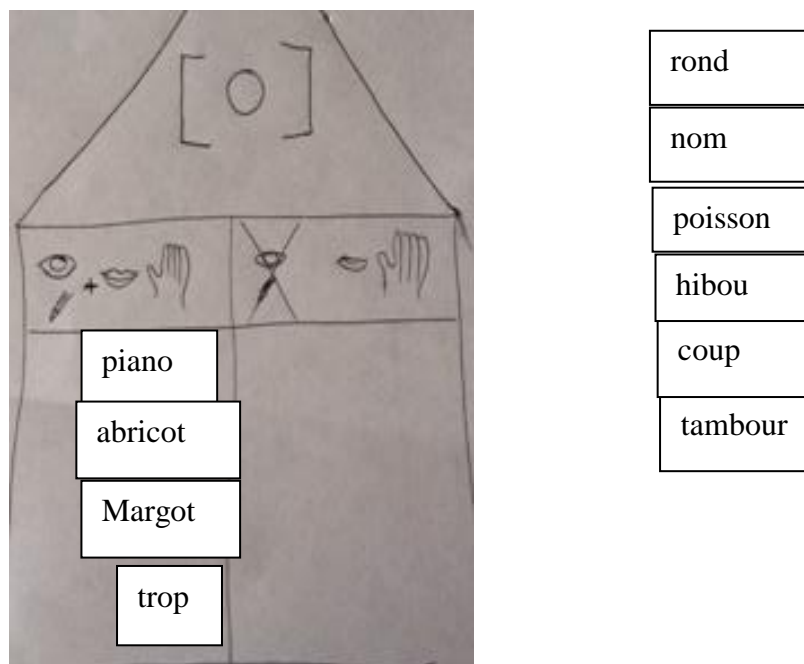 [ O ]
+
piano
abricot
Margot
trop
rond
nom
poisson
hibou
coup
tambour